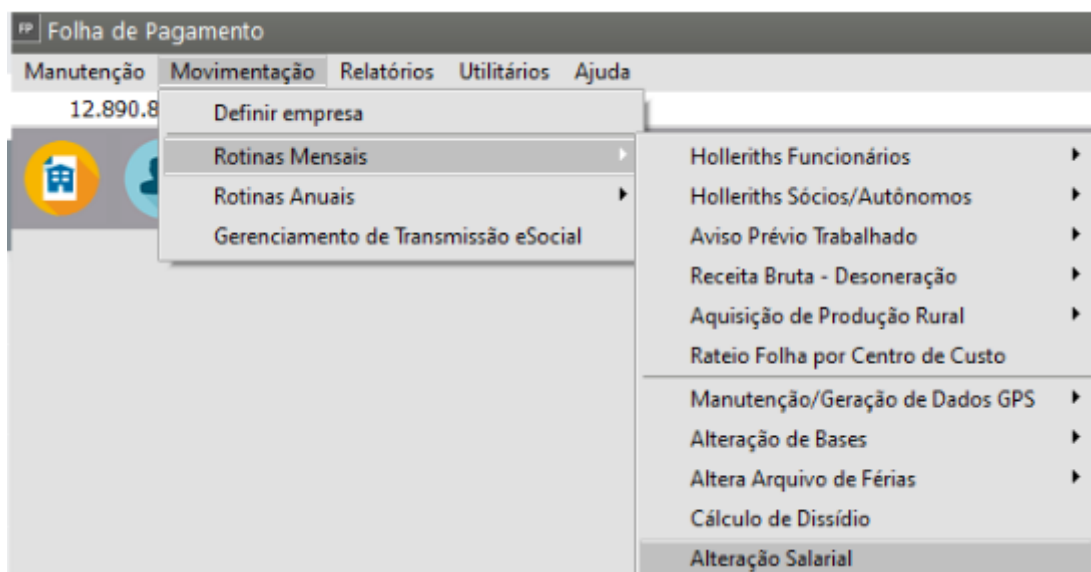 FP Folha de Pagamento
Manutenção Movimentação Relatórios Utilitários Ajuda
12.890.8
Definir empresa
Rotinas Mensais
Rotinas Anuais
Gerenciamento de Transmissão eSocial
Holleriths Funcionários
Holleriths Sócios/Autônomos
Aviso Prévio Trabalhado
Receita Bruta - Desoneração
Aquisição de Produção Rural
Rateio Folha por Centro de Custo
Manutenção/Geração de Dados GPS
Alteração de Bases
Altera Arquivo de Férias
Cálculo de Dissídio
Alteração Salarial